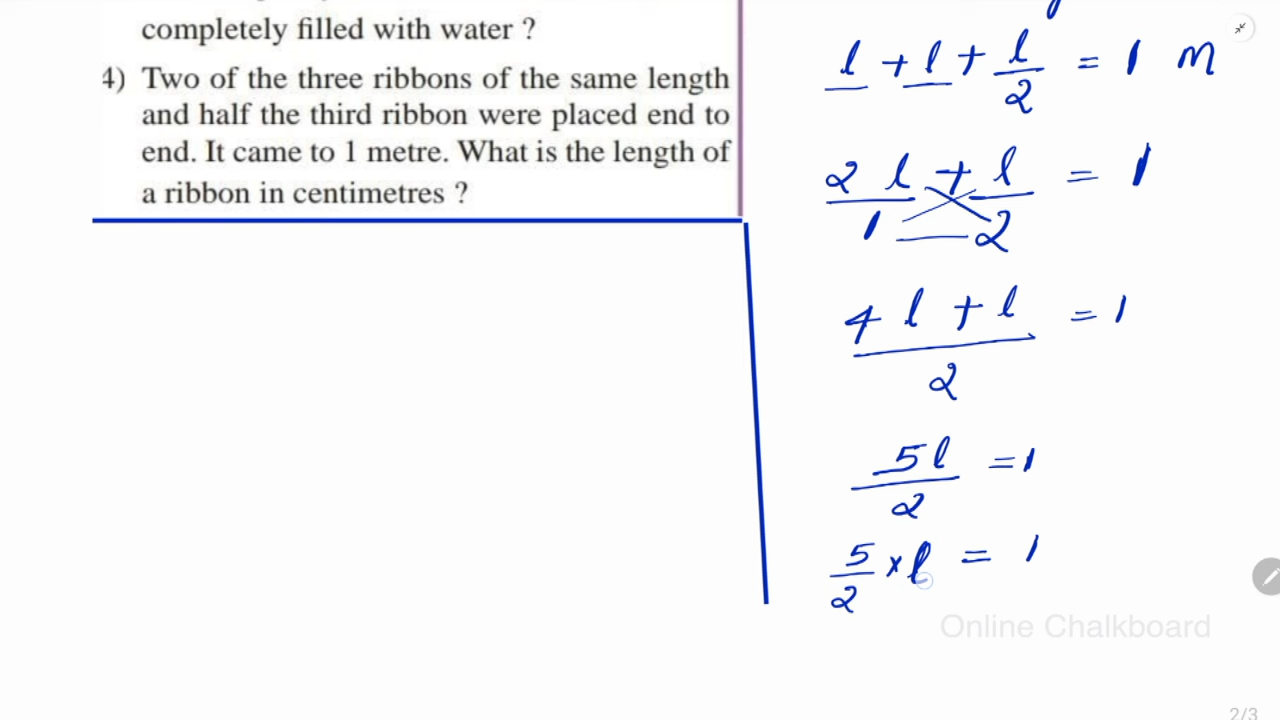 completely filled with water ?
4) Two of the three ribbons of the same length
and half the third ribbon were placed end to
end. It came to 1 metre. What is the length of
a ribbon in centimetres ?
l + l + l/2 = 1 m
2l/1 + l/2 = 1
4l + l/2 = 1
5l/2 = 1
5/2 × l = 1
Online Chalkboard
2/3